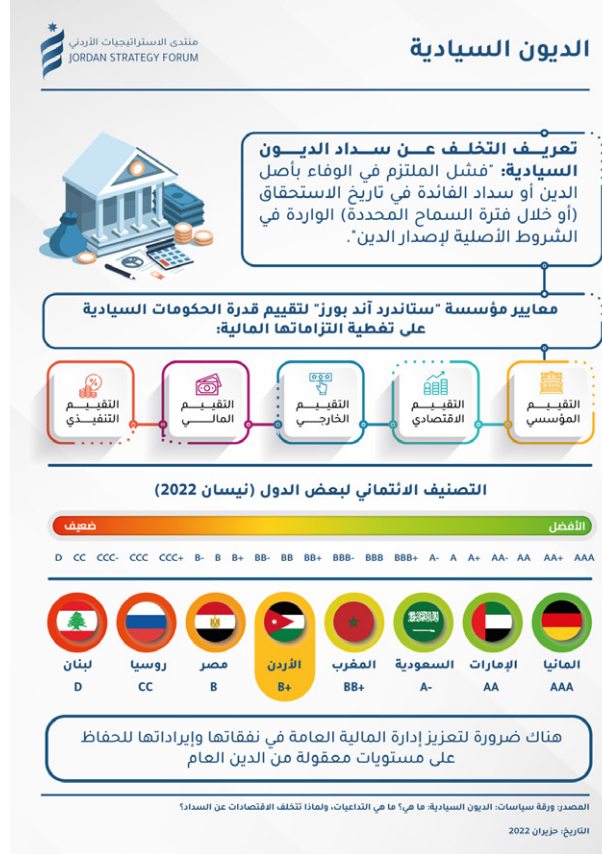 منتدى الاستراتيجيات الأردني
JORDAN STRATEGY FORUM
الديون السيادية
تعريف التخلف عن سداد الديون
السيادية: "فشل الملتزم في الوفاء بأصل
الدين أو سداد الفائدة في تاريخ الاستحقاق
(أو خلال فترة السماح المحددة) الواردة في
الشروط الأصلية لإصدار الدين".
معايير مؤسسة "ستاندرد آند بورز" لتقييم قدرة الحكومات السيادية
على تغطية التزاماتها المالية:
التقييم
المؤسسي
التقييم
الاقتصادي
التقييم
الخارجي
التقييم
المالي
التقييم
التنفيذي
التصنيف الائتماني لبعض الدول (نيسان 2022)
الأفضل
ضعيف
D CC CCC- CCC CCC+ B- B B+ BB- BB BB+ BBB- BBB BBB+ A- A A+ AA- AA AA+ AAA
المانيا الإمارات السعودية المغرب الأردن مصر روسيا لبنان
AAA AA A- BB+ B+ B CC D
هناك ضرورة لتعزيز إدارة المالية العامة في نفقاتها وإيراداتها للحفاظ
على مستويات معقولة من الدين العام
المصدر: ورقة سياسات: الديون السيادية: ما هي؟ ما هي التداعيات، ولماذا تتخلف الاقتصادات عن السداد؟
التاريخ: حزيران 2022